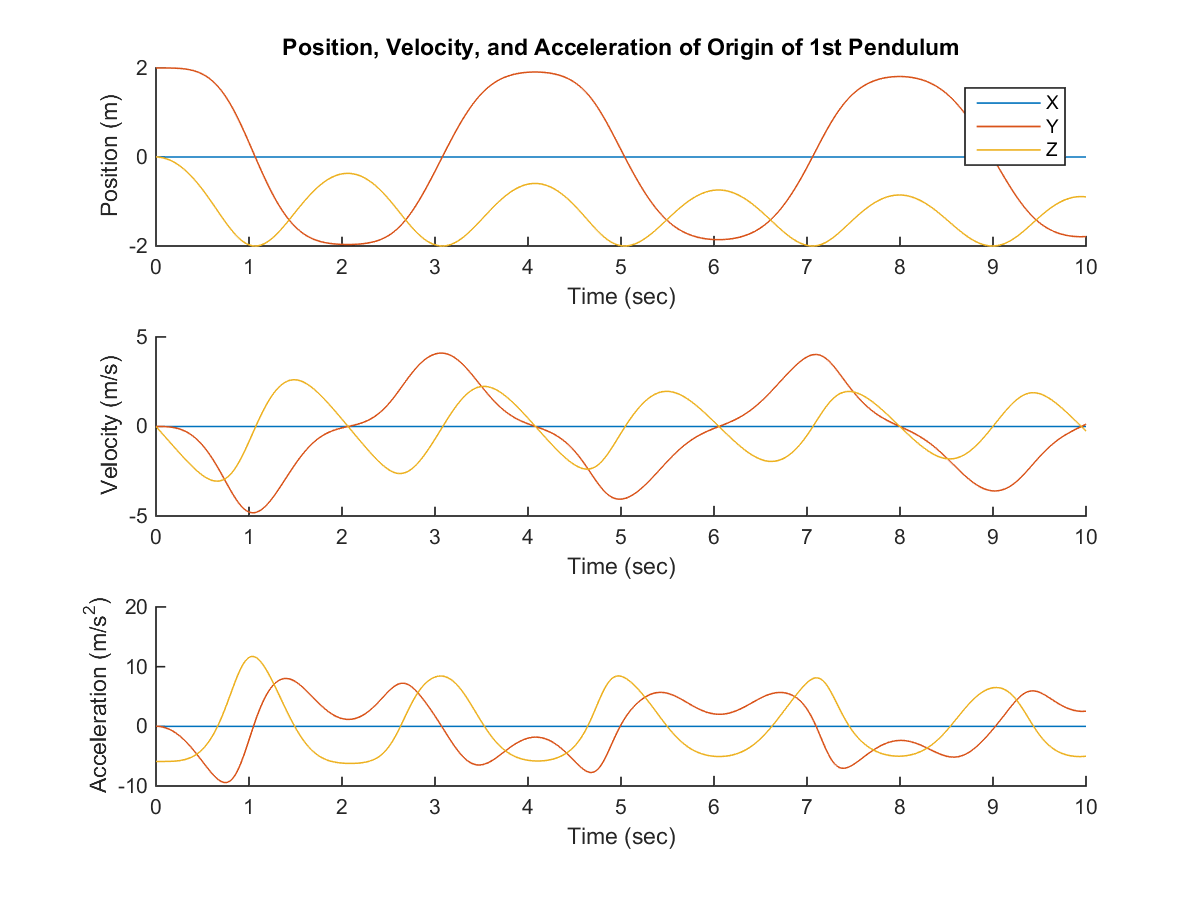 Position, Velocity, and Acceleration of Origin of 1st Pendulum
Position (m)
2
0
-2
X
Y
Z
0 1 2 3 4 5 6 7 8 9 10
Time (sec)
Velocity (m/s)
5
0
-5
0 1 2 3 4 5 6 7 8 9 10
Time (sec)
Acceleration (m/s²)
20
10
0
-10
0 1 2 3 4 5 6 7 8 9 10
Time (sec)